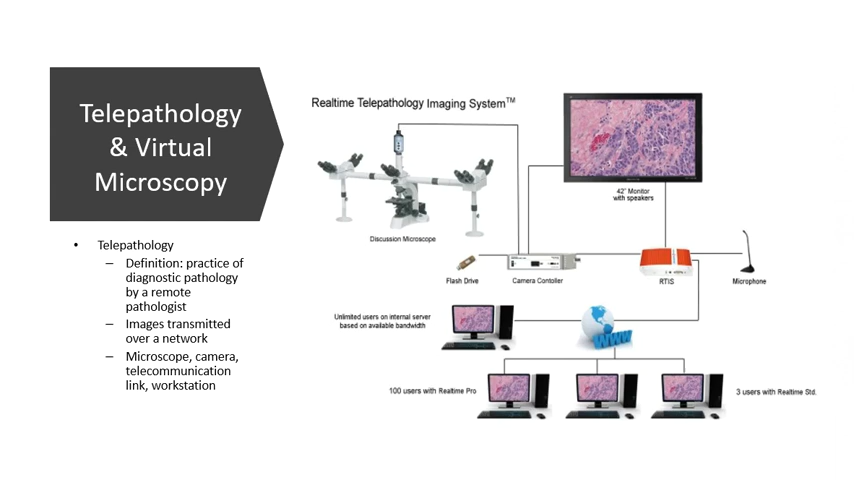 Telepathology
& Virtual
Microscopy
• Telepathology
– Definition: practice of
diagnostic pathology
by a remote
pathologist
– Images transmitted
over a network
– Microscope, camera,
telecommunication
link, workstation
Realtime Telepathology Imaging System™
42" Monitor
with speakers
Discussion Microscope
Flash Drive
Camera Contoller
RTIS
Microphone
Unlimited users on internal server
based on available bandwidth
www
100 users with Realtime Pro
3 users with Realtime Std.